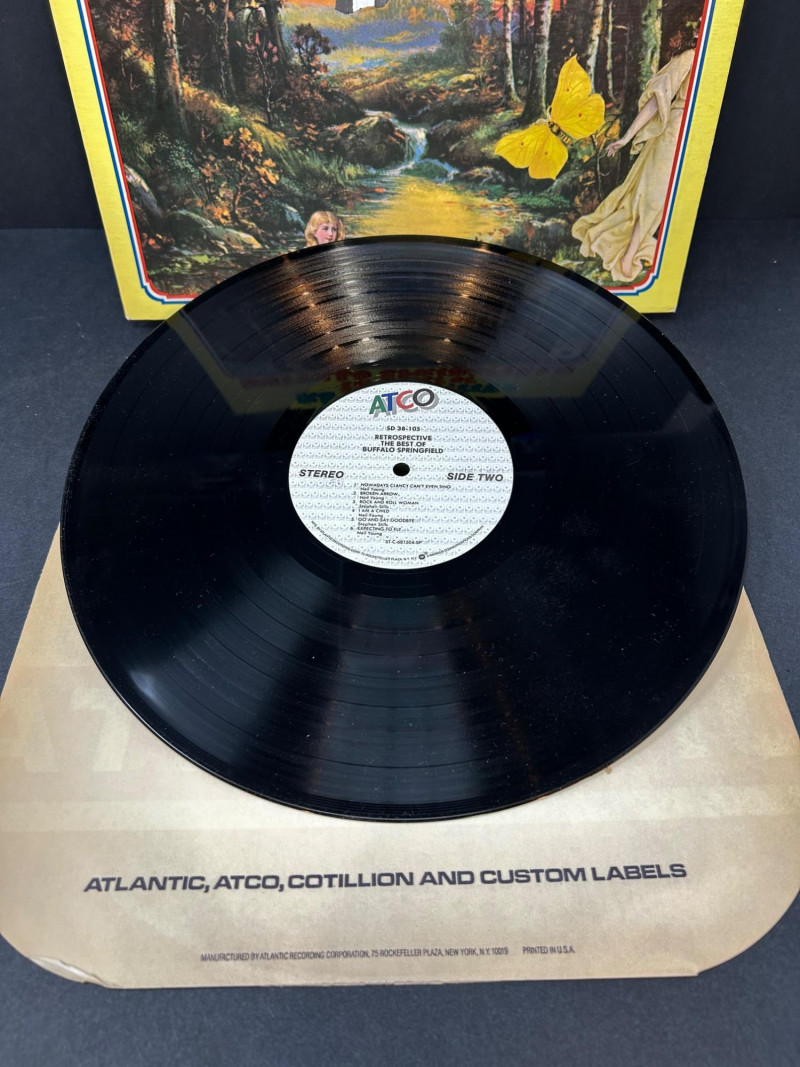 ATCO
SD 38-105
RETROSPECTIVE
THE BEST OF
BUFFALO SPRINGFIELD
STEREO
SIDE TWO
1. NOWADAYS CLANCY CAN'T EVEN SING
Neil Young
2. BROKEN ARROW
Neil Young
3. ROCK AND ROLL WOMAN
Stephen Stills
4. I AM A CHILD
Neil Young
5. GO AND SAY GOODBYE
Stephen Stills
6. EXPECTING TO FLY
Neil Young
ATLANTIC, ATCO, COTILLION AND CUSTOM LABELS
MANUFACTURED BY ATLANTIC RECORDING CORPORATION, 75 ROCKEFELLER PLAZA, NEW YORK, N.Y. 10019 PRINTED IN U.S.A.